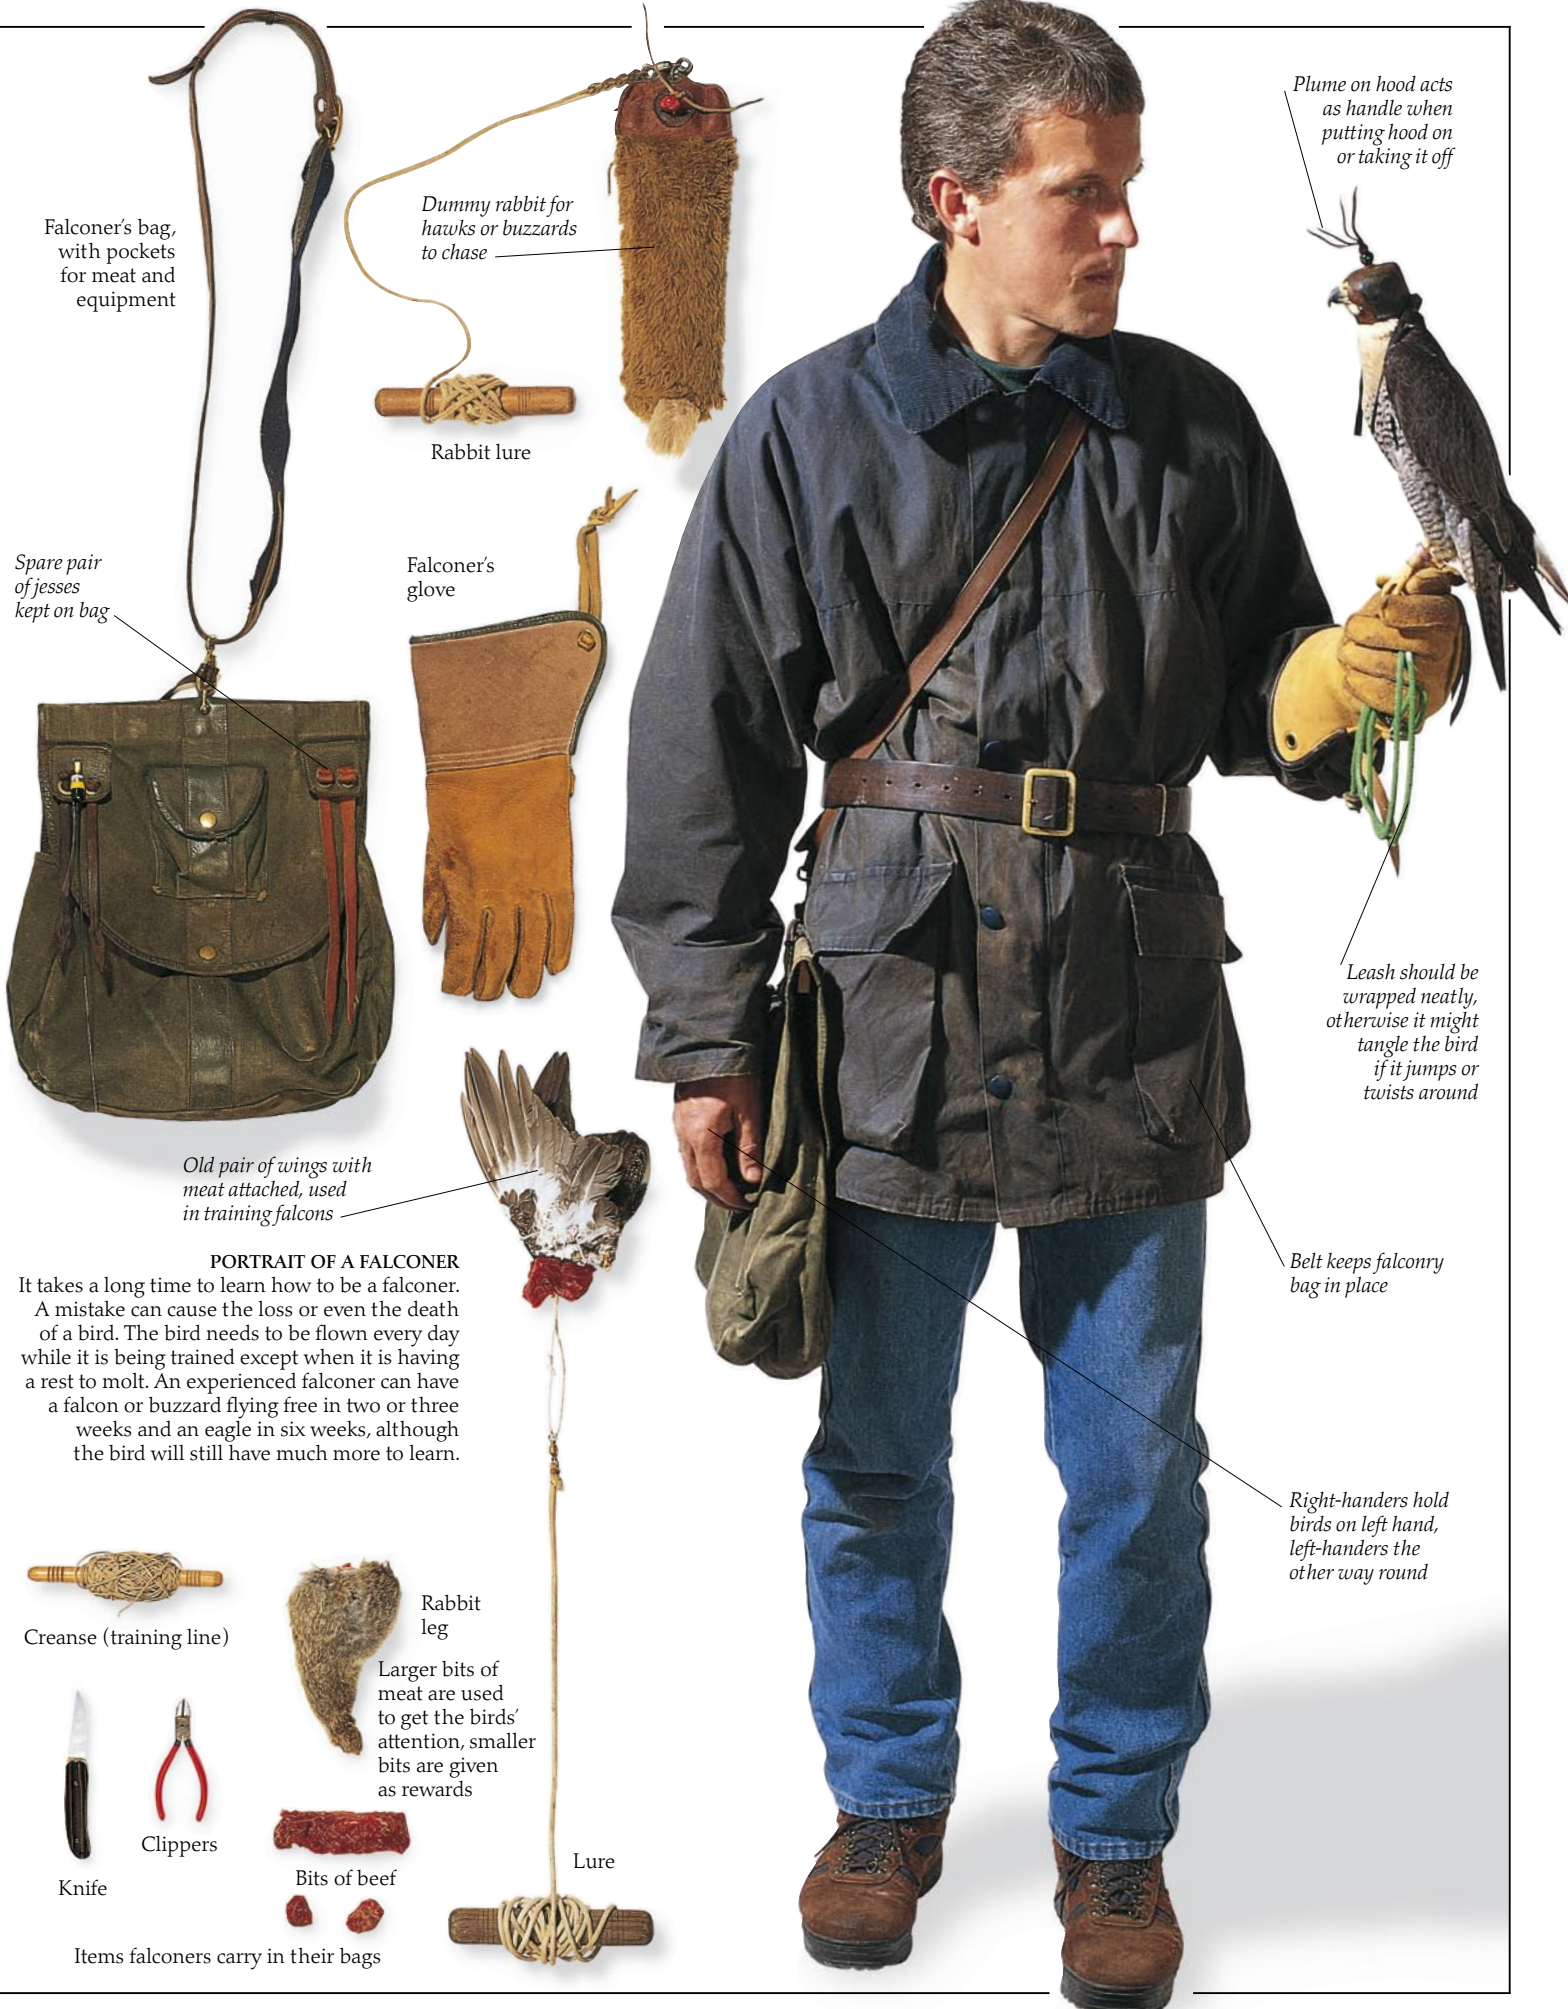 Plume on hood acts
as handle when
putting hood on
or taking it off
Dummy rabbit for
hawks or buzzards
to chase
Falconer's bag,
with pockets
for meat and
equipment
Rabbit lure
Spare pair
of jesses
kept on bag
Falconer's
glove
Leash should be
wrapped neatly,
otherwise it might
tangle the bird
if it jumps or
twists around
Old pair of wings with
meat attached, used
in training falcons
PORTRAIT OF A FALCONER
It takes a long time to learn how to be a falconer.
A mistake can cause the loss or even the death
of a bird. The bird needs to be flown every day
while it is being trained except when it is having
a rest to molt. An experienced falconer can have
a falcon or buzzard flying free in two or three
weeks and an eagle in six weeks, although
the bird will still have much more to learn.
Belt keeps falconry
bag in place
Right-handers hold
birds on left hand,
left-handers the
other way round
Creanse (training line)
Rabbit
leg
Larger bits of
meat are used
to get the birds'
attention, smaller
bits are given
as rewards
Clippers
Knife
Bits of beef
Lure
Items falconers carry in their bags